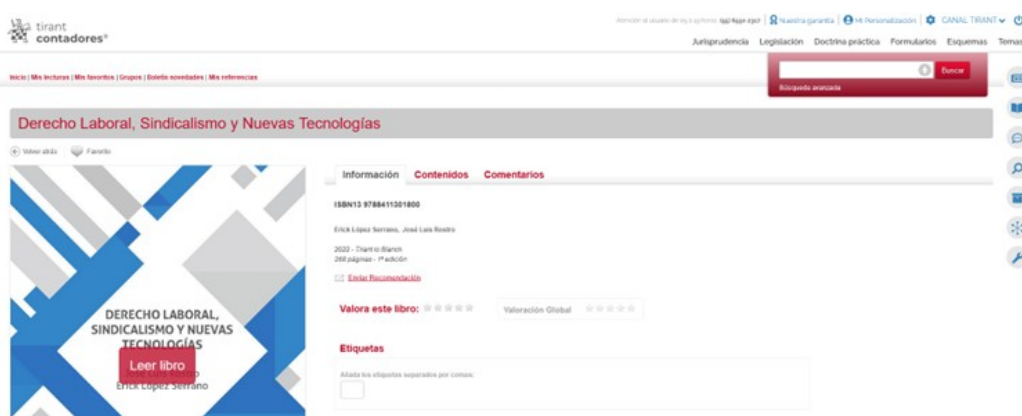 tirant
contadores®
Nuestra garantía | Mi Personalización | CANAL TIRANT
Jurisprudencia Legislación Doctrina práctica Formularios Esquemas Temas
Buscar
Búsqueda avanzada
Inicio | Mis lecturas | Mis favoritos | Grupos | Boletín novedades | Mis referencias
Derecho Laboral, Sindicalismo y Nuevas Tecnologías
Volver atrás Favorito
Información Contenidos Comentarios
ISBN13 9788411301800
Erick López Serrano, José Luis Rostro
2022 - Tirant lo Blanch
268 páginas - 1ª edición
Enviar Recomendación
Valora este libro: Valoración Global
Etiquetas
Añada tus etiquetas separados por comas:
DERECHO LABORAL,
SINDICALISMO Y NUEVAS
TECNOLOGÍAS
Leer libro
José Luis Rostro
Erick López Serrano